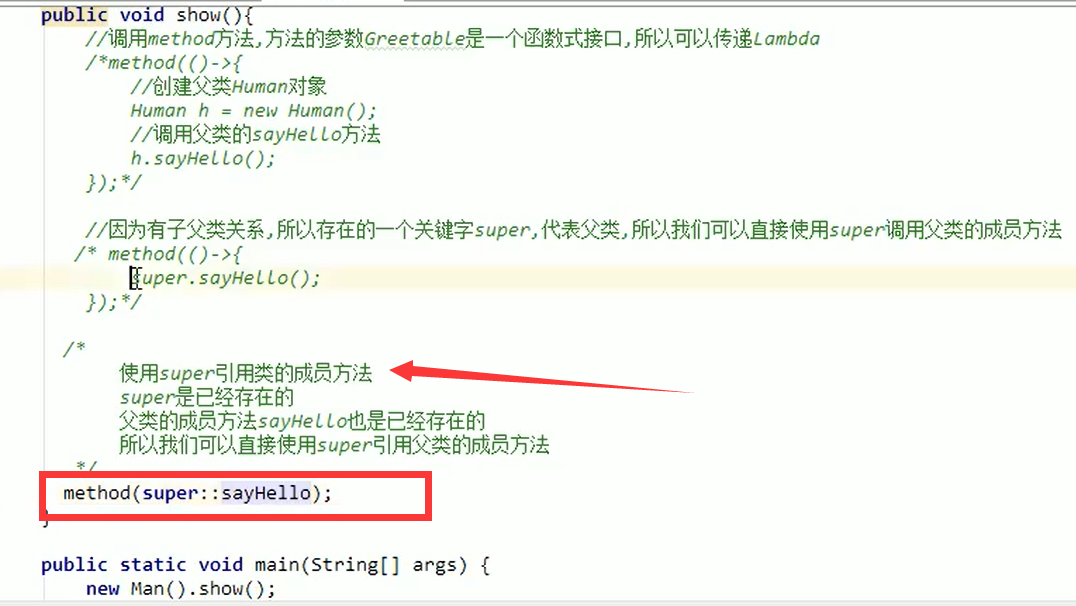 public void show(){
//调用method方法,方法的参数Greetable是一个函数式接口,所以可以传递Lambda
/*method(()->{
//创建父类Human对象
Human h = new Human();
//调用父类的sayHello方法
h.sayHello();
});*/
//因为有子父类关系,所以存在的一个关键字super,代表父类,所以我们可以直接使用super调用父类的成员方法
/* method(()->{
super.sayHello();
});*/
/*
使用super引用类的成员方法
super是已经存在的
父类的成员方法sayHello也是已经存在的
所以我们可以直接使用super引用父类的成员方法
*/
method(super::sayHello);
}
public static void main(String[] args) {
new Man().show();